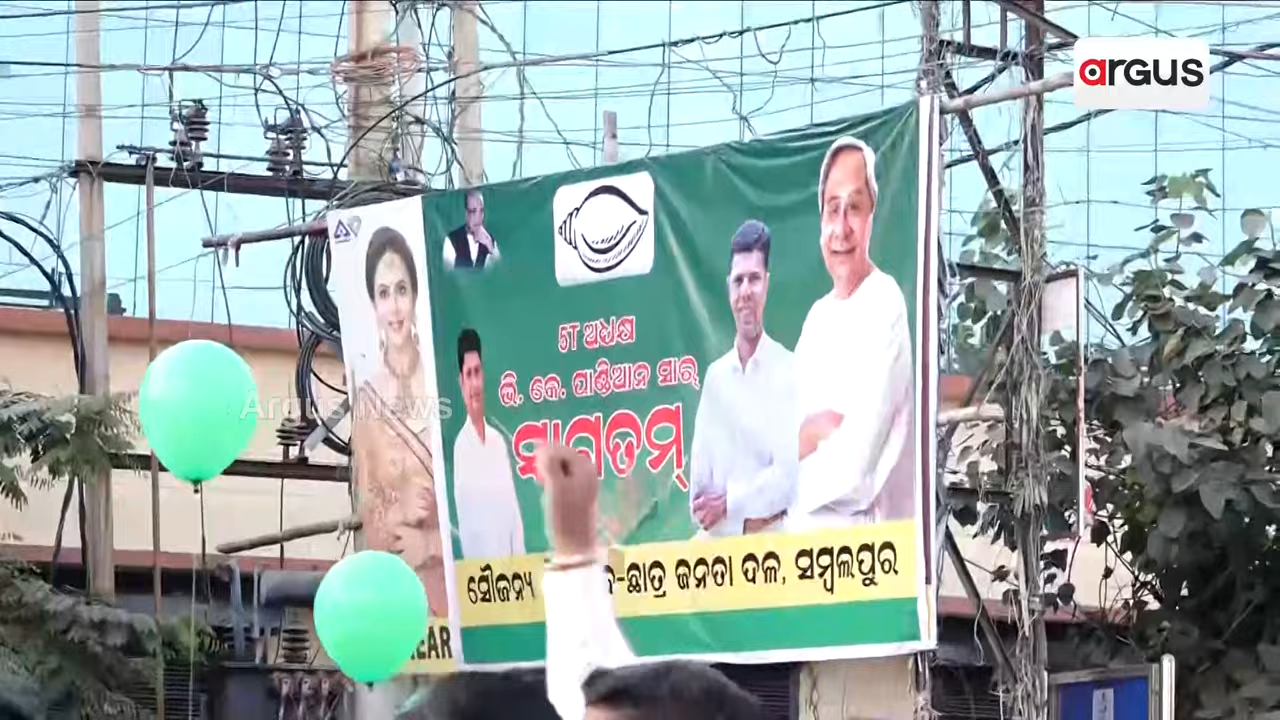 argus
5T ଅଧ୍ୟକ୍ଷ
ଭି. କେ. ପାଣ୍ଡିଆନ ସାର୍
ସ୍ୱାଗତମ୍
Argus News
ସୌଜନ୍ୟ -ଛାତ୍ର ଜନତା ଦଳ, ସମ୍ବଲପୁର